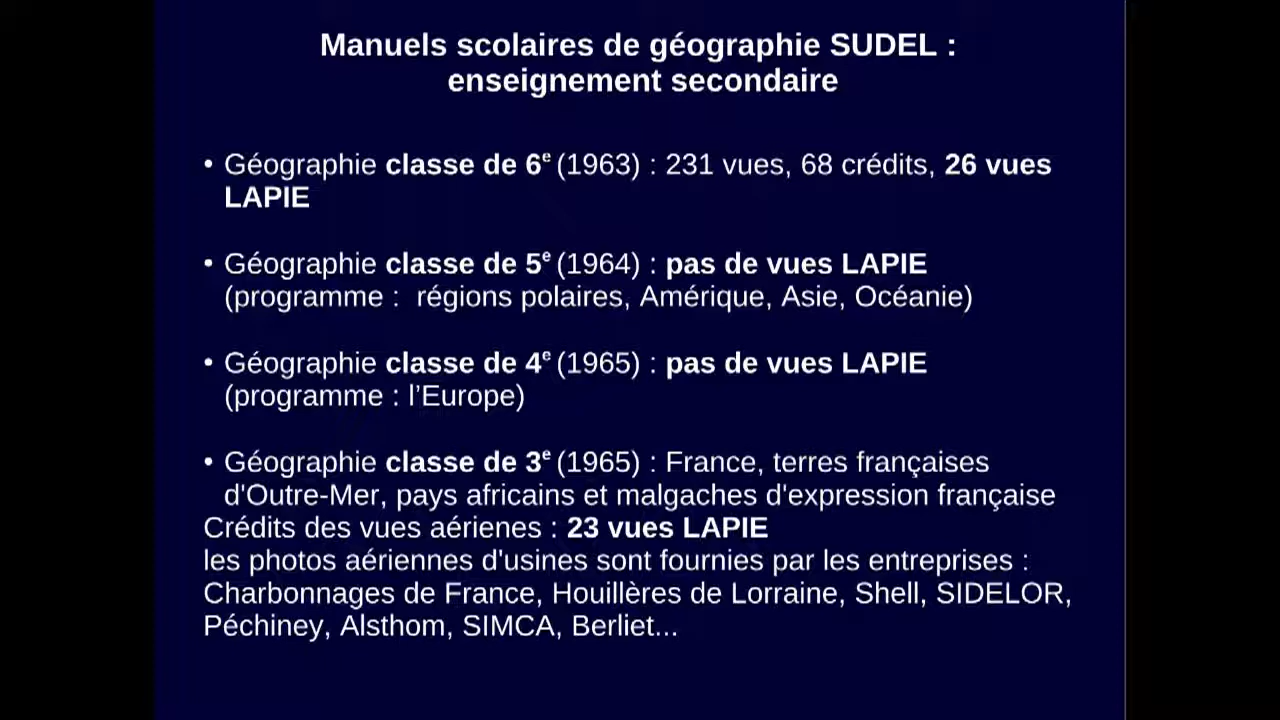 Manuels scolaires de géographie SUDEL :
enseignement secondaire
• Géographie classe de 6e (1963) : 231 vues, 68 crédits, 26 vues
LAPIE
• Géographie classe de 5e (1964) : pas de vues LAPIE
(programme :  régions polaires, Amérique, Asie, Océanie)
• Géographie classe de 4e (1965) : pas de vues LAPIE
(programme : l’Europe)
• Géographie classe de 3e (1965) : France, terres françaises
d'Outre-Mer, pays africains et malgaches d'expression française
Crédits des vues aérienes : 23 vues LAPIE
les photos aériennes d'usines sont fournies par les entreprises :
Charbonnages de France, Houillères de Lorraine, Shell, SIDELOR,
Péchiney, Alsthom, SIMCA, Berliet...